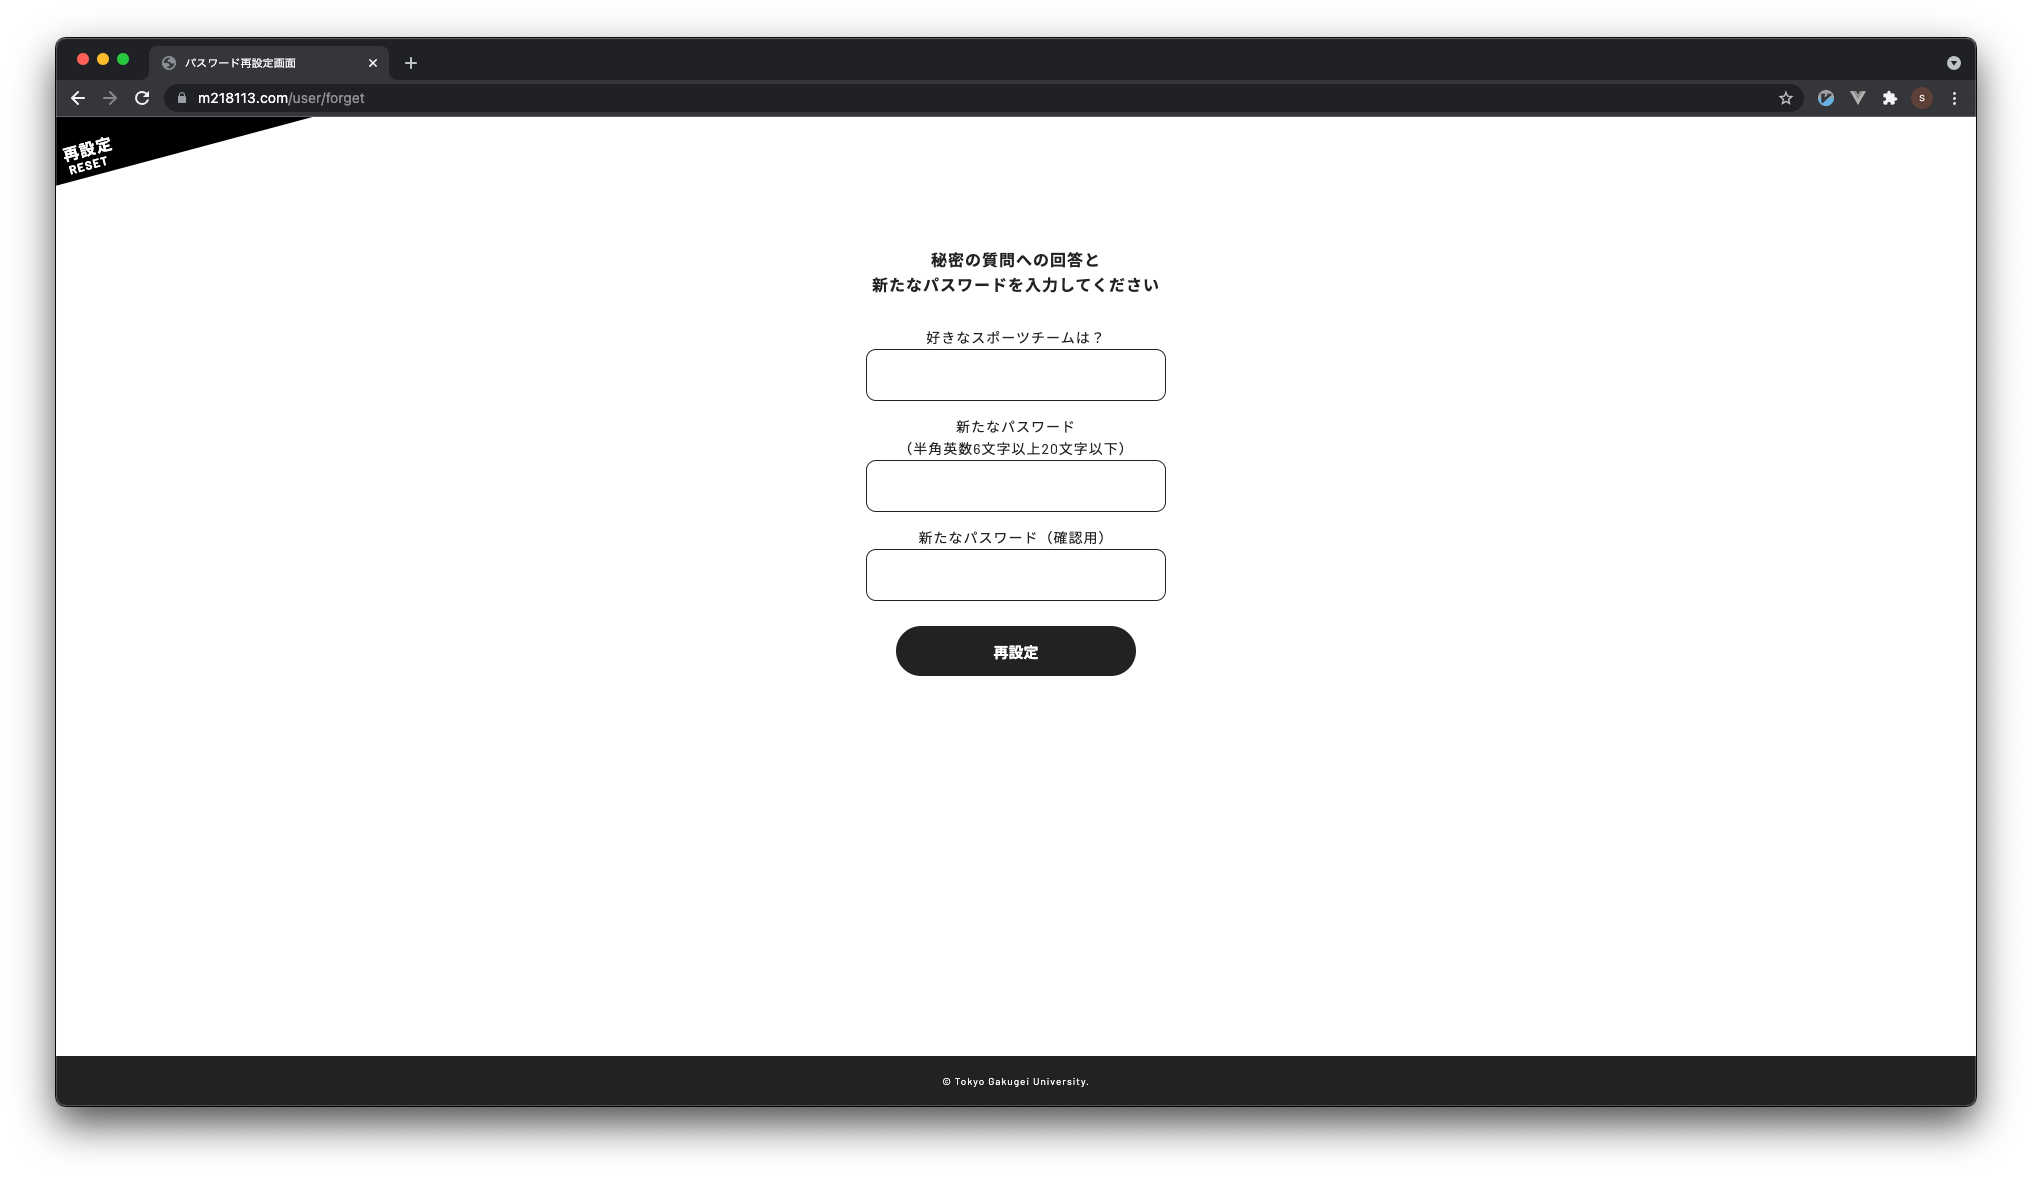 パスワード再設定画面
m218113.com/user/forget
S
再設定
RESET
秘密の質問への回答と
新たなパスワードを入力してください
好きなスポーツチームは？
新たなパスワード
（半角英数6文字以上20文字以下）
新たなパスワード（確認用）
再設定
© Tokyo Gakugei University.